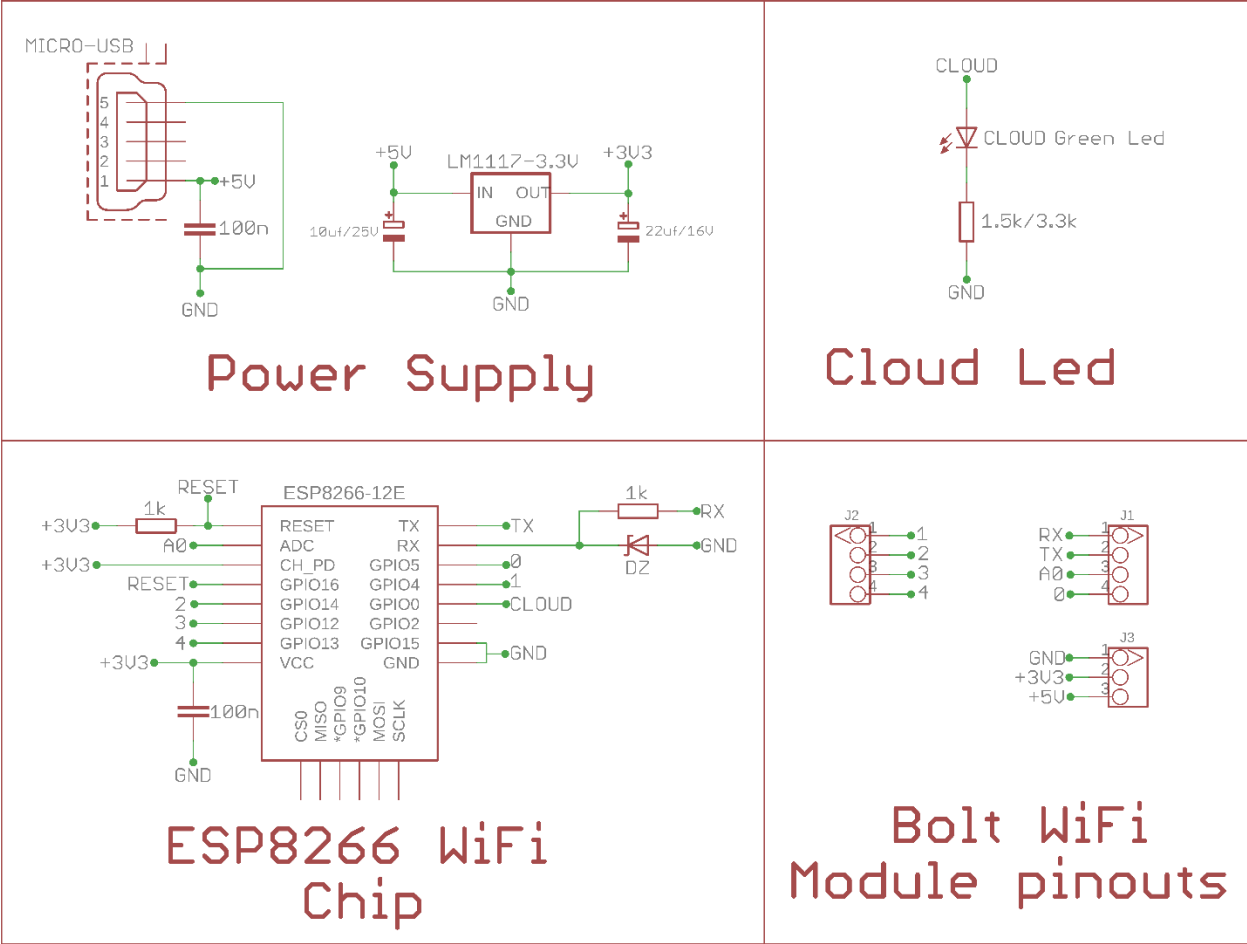 MICRO-USB
5
4
3
2
1
+5V
100n
GND
+5V
LM1117-3.3V
+3V3
IN OUT
GND
10uf/25V
22uf/16V
GND
Power Supply
CLOUD
CLOUD Green Led
1.5k/3.3k
GND
Cloud Led
RESET
ESP8266-12E
1k
+3V3
A0
+3V3
RESET
2
3
4
+3V3
RESET TX
ADC RX
CH_PD GPIO5
GPIO16 GPIO4
GPIO14 GPIO0
GPIO12 GPIO2
GPIO13 GPIO15
VCC GND
CS0
MISO
*GPIO9
*GPIO10
MOSI
SCLK
100n
GND
TX
1k
RX
GND
DZ
0
1
CLOUD
GND
ESP8266 WiFi
Chip
J2
1 1
2 2
3 3
4 4
J1
RX 1
TX 2
A0 3
0 4
J3
GND 1
+3V3 2
+5V 3
Bolt WiFi
Module pinouts